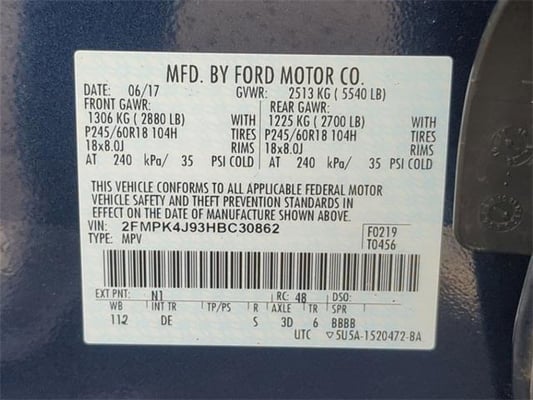 MFD. BY FORD MOTOR CO.
DATE: 06/17 GVWR: 2513 KG ( 5540 LB)
FRONT GAWR: REAR GAWR:
1306 KG ( 2880 LB) WITH 1225 KG ( 2700 LB) WITH
P245/60R18 104H TIRES P245/60R18 104H TIRES
18x8.0J RIMS 18x8.0J RIMS
AT 240 kPa/ 35 PSI COLD AT 240 kPa/ 35 PSI COLD
THIS VEHICLE CONFORMS TO ALL APPLICABLE FEDERAL MOTOR
VEHICLE SAFETY AND THEFT PREVENTION STANDARDS IN
EFFECT ON THE DATE OF MANUFACTURE SHOWN ABOVE.
VIN: 2FMPK4J93HBC30862 F0219
TYPE: MPV T0456
EXT PNT: N1 RC: 48 DSO:
WB INT TR TP/PS R AXLE TR SPR
112 DE S 3D 6 BBBB
UTC ▽5U5A-1520472-BA